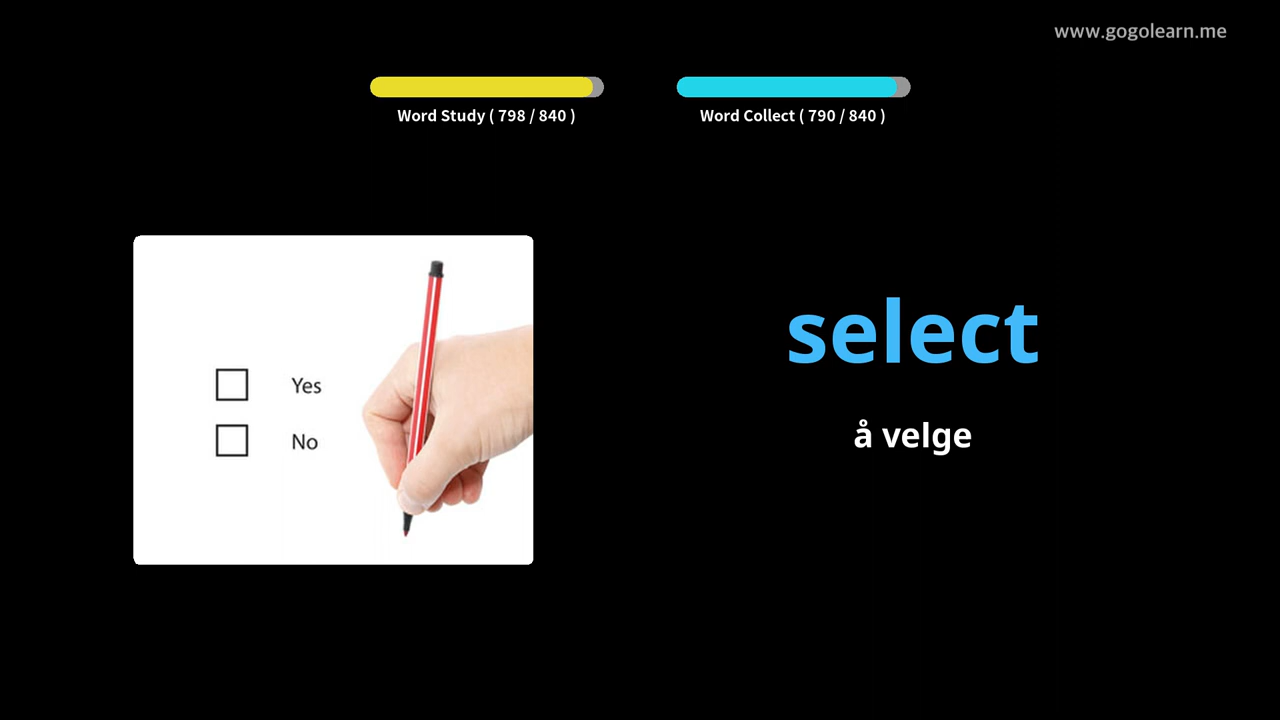 www.gogolearn.me
Word Study ( 798 / 840 )
Word Collect ( 790 / 840 )
Yes
No
select
å velge